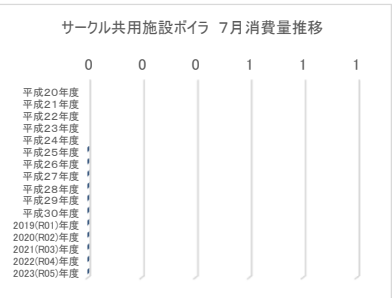 サークル共用施設ボイラ 7月消費量推移
0 0 0 1 1 1
平成20年度
平成21年度
平成22年度
平成23年度
平成24年度
平成25年度
平成26年度
平成27年度
平成28年度
平成29年度
平成30年度
2019(R01)年度
2020(R02)年度
2021(R03)年度
2022(R04)年度
2023(R05)年度